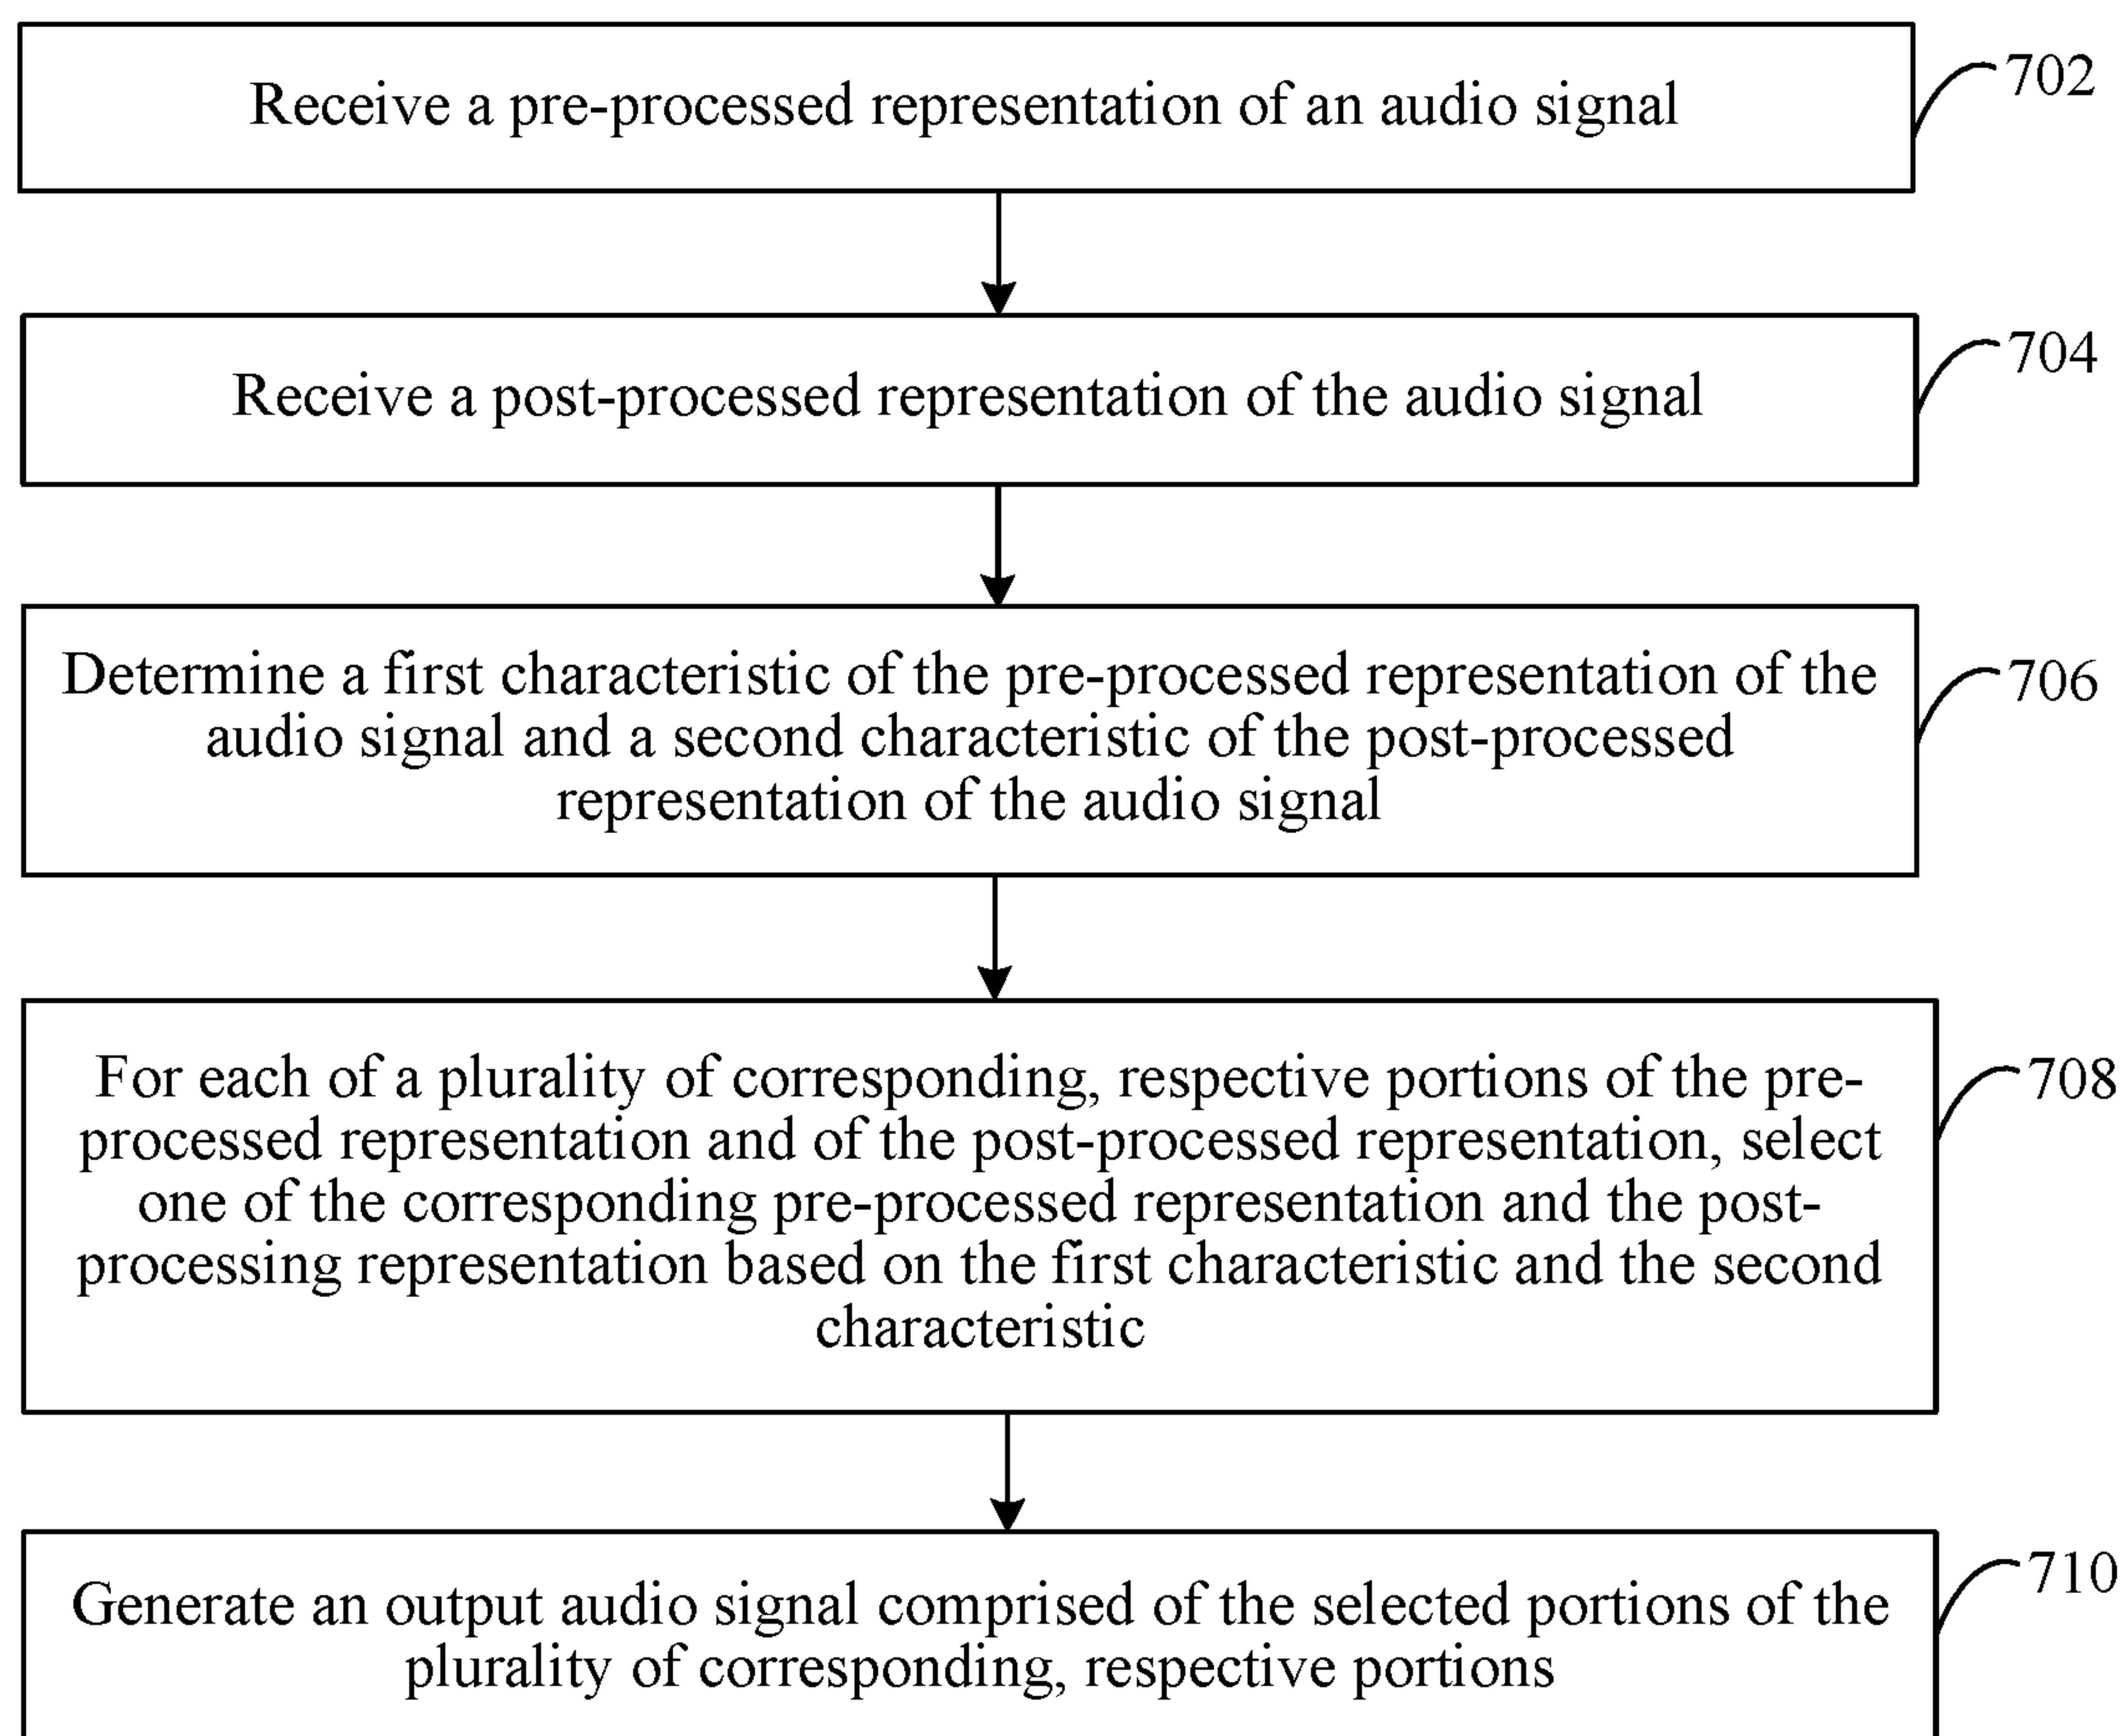 Receive a pre-processed representation of an audio signal
702
Receive a post-processed representation of the audio signal
704
Determine a first characteristic of the pre-processed representation of the
audio signal and a second characteristic of the post-processed
representation of the audio signal
706
For each of a plurality of corresponding, respective portions of the pre-
processed representation and of the post-processed representation, select
one of the corresponding pre-processed representation and the post-
processing representation based on the first characteristic and the second
characteristic
708
Generate an output audio signal comprised of the selected portions of the
plurality of corresponding, respective portions
710